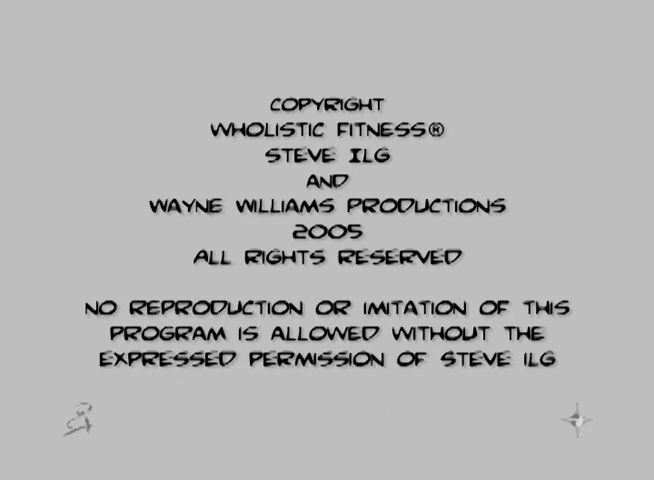 COPYRIGHT
WHOLISTIC FITNESS®
STEVE ILG
AND
WAYNE WILLIAMS PRODUCTIONS
2005
ALL RIGHTS RESERVED
NO REPRODUCTION OR IMITATION OF THIS
PROGRAM IS ALLOWED WITHOUT THE
EXPRESSED PERMISSION OF STEVE ILG